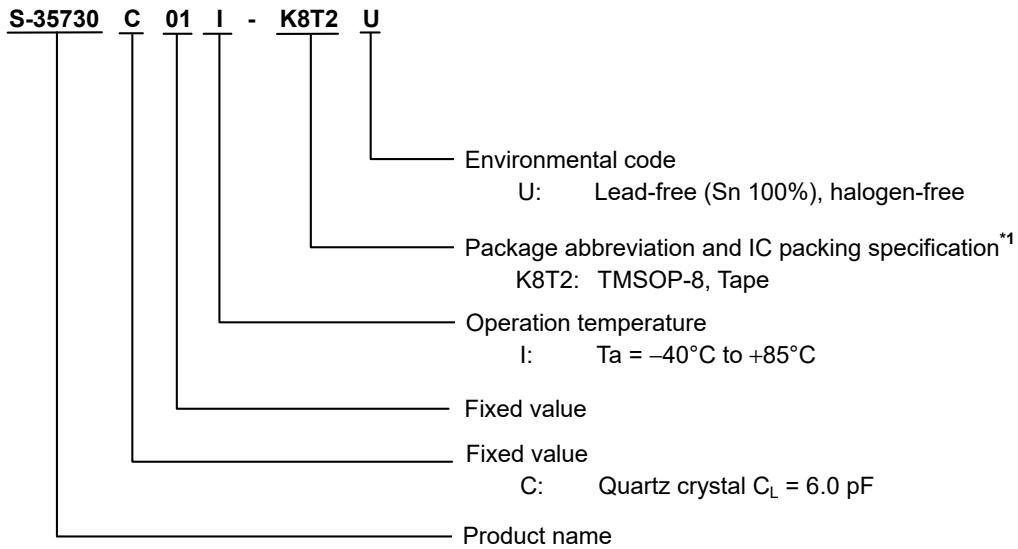 S-35730 C 01 I - K8T2 U
Environmental code
U: Lead-free (Sn 100%), halogen-free
Package abbreviation and IC packing specification*1
K8T2: TMSOP-8, Tape
Operation temperature
I: Ta = −40°C to +85°C
Fixed value
Fixed value
C: Quartz crystal CL = 6.0 pF
Product name